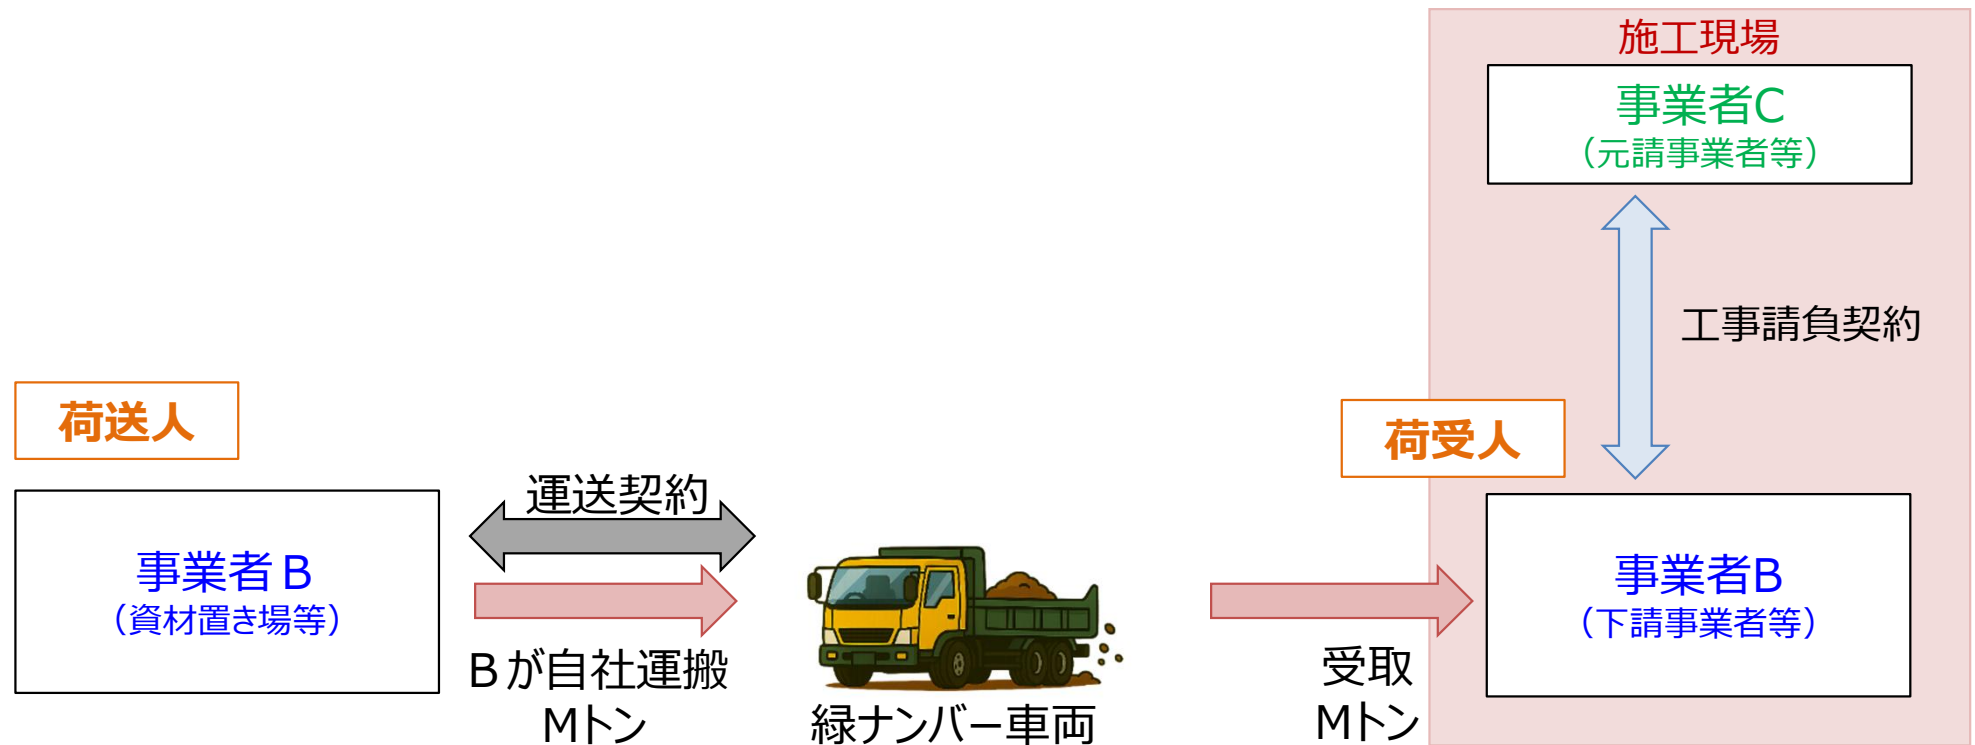 施工現場
事業者C
（元請事業者等）
工事請負契約
荷送人
荷受人
運送契約
事業者Ｂ
（資材置き場等）
事業者B
（下請事業者等）
Ｂが自社運搬
Mトン
緑ナンバー車両
受取
Mトン